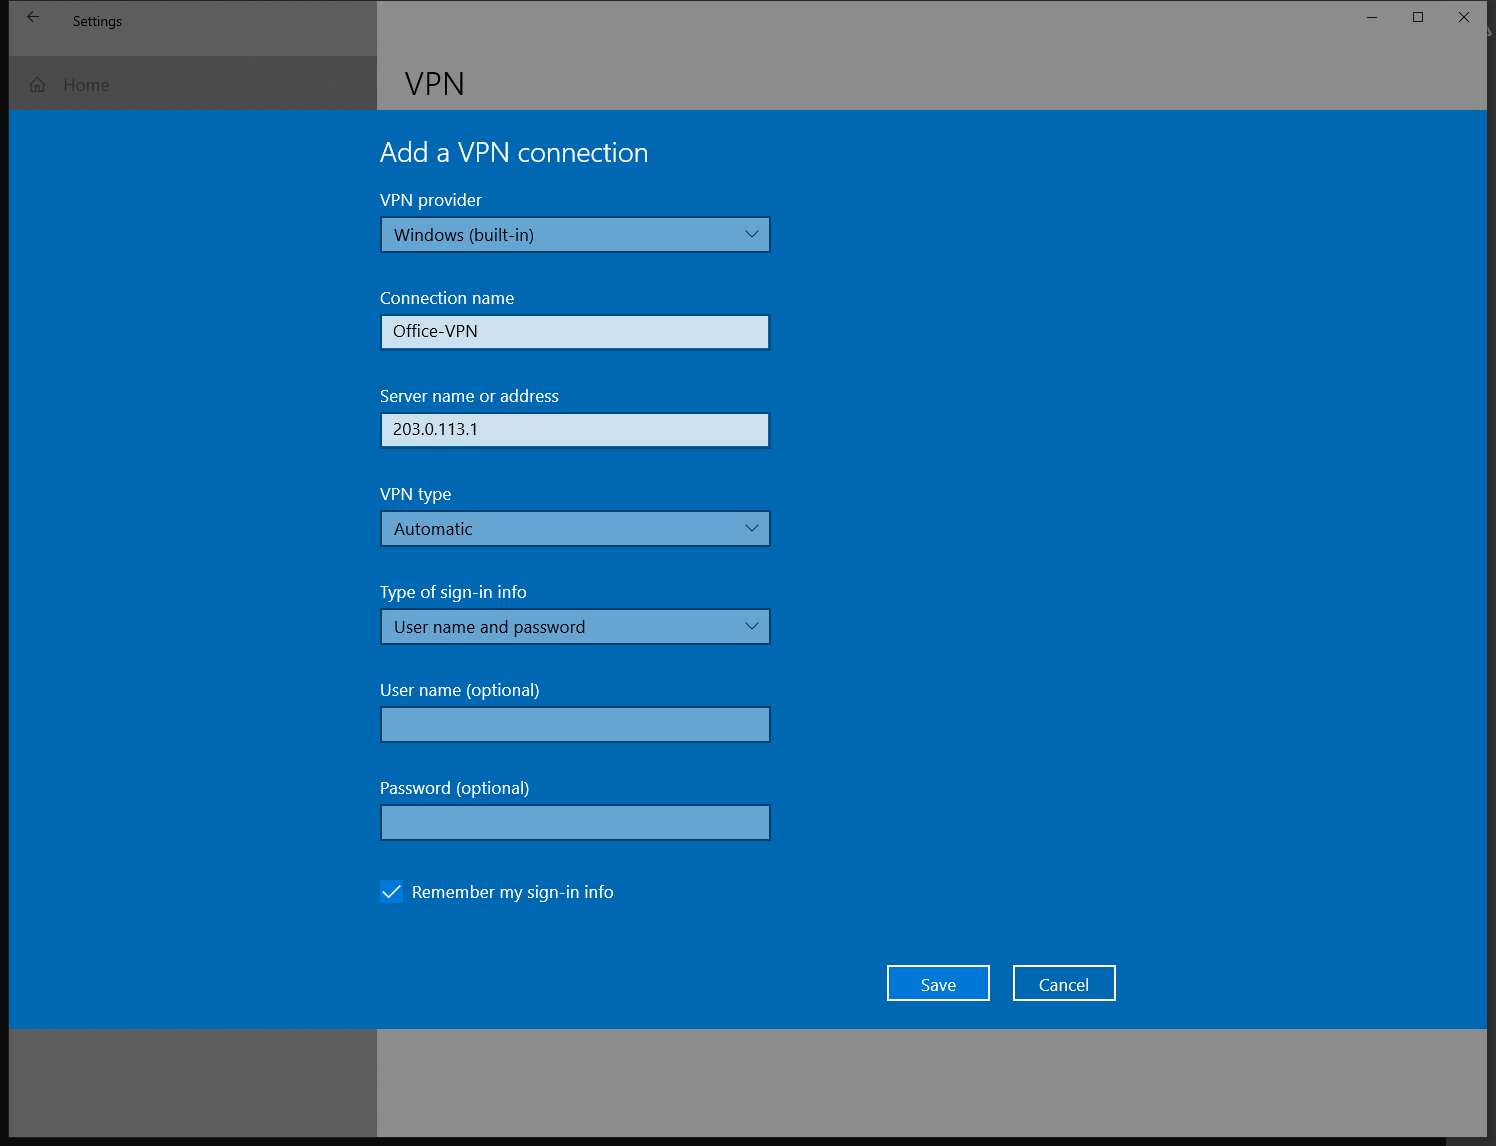 Settings
Home
VPN
Add a VPN connection
VPN provider
Windows (built-in)
Connection name
Office-VPN
Server name or address
203.0.113.1
VPN type
Automatic
Type of sign-in info
User name and password
User name (optional)
Password (optional)
Remember my sign-in info
Save Cancel